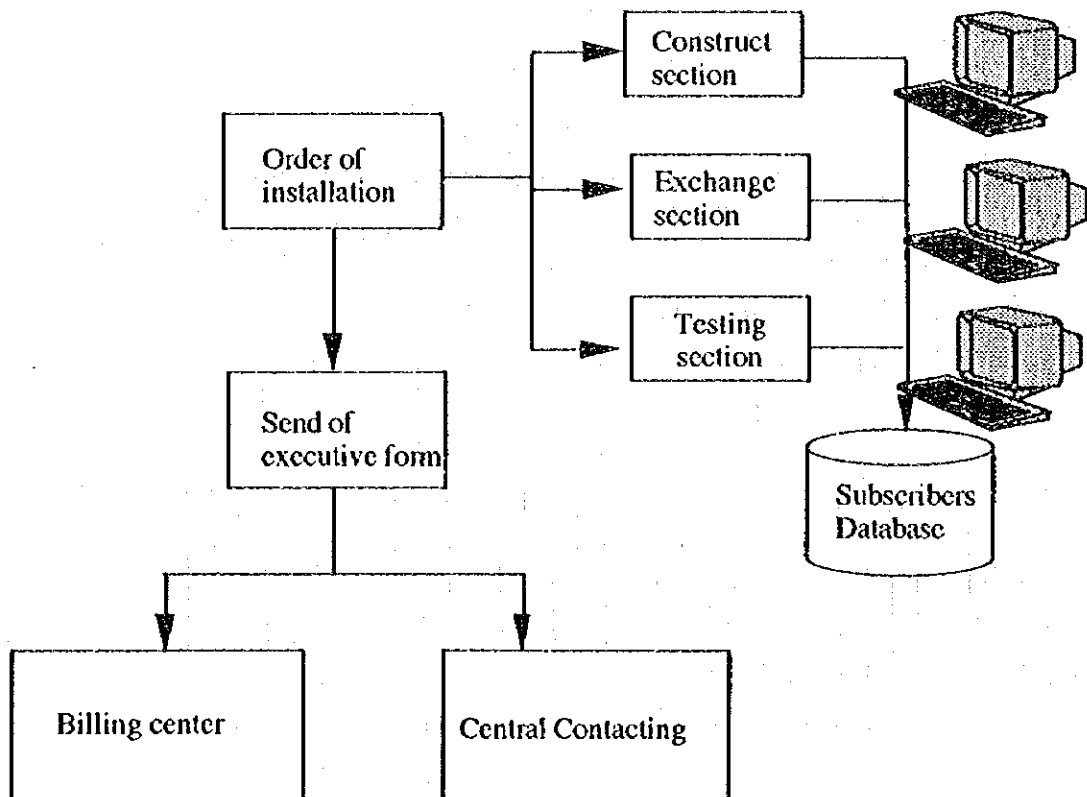 Construct
section
Order of
installation
Exchange
section
Testing
section
Send of
executive form
Subscribers
Database
Billing center
Central Contacting